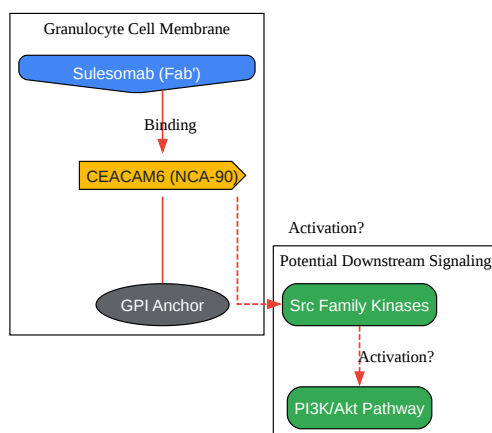 Granulocyte Cell Membrane
Sulesomab (Fab')
Binding
CEACAM6 (NCA-90)
Activation?
Potential Downstream Signaling
GPI Anchor
Src Family Kinases
Activation?
PI3K/Akt Pathway